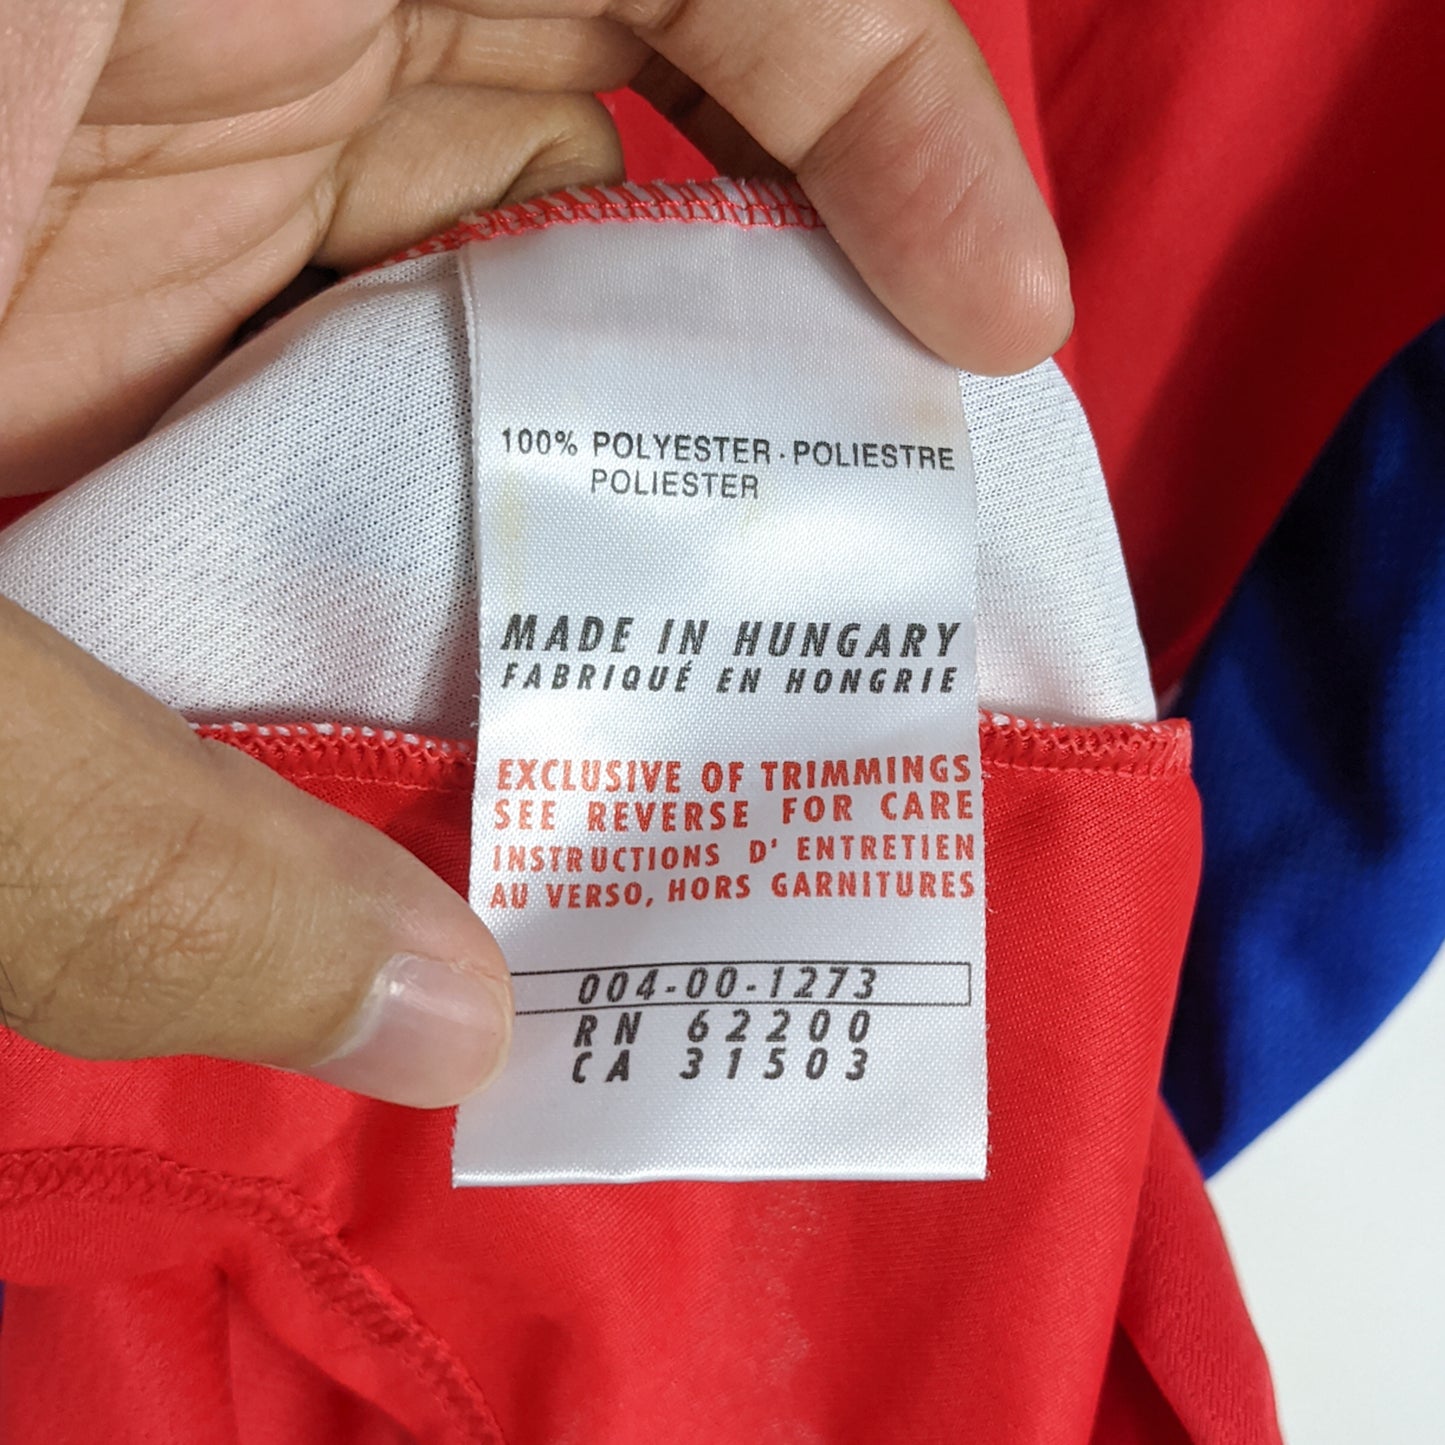 100% POLYESTER · POLIESTRE
POLIESTER
MADE IN HUNGARY
FABRIQUÉ EN HONGRIE
EXCLUSIVE OF TRIMMINGS
SEE REVERSE FOR CARE
INSTRUCTIONS D' ENTRETIEN
AU VERSO, HORS GARNITURES
004-00-1273
RN 62200
CA 31503